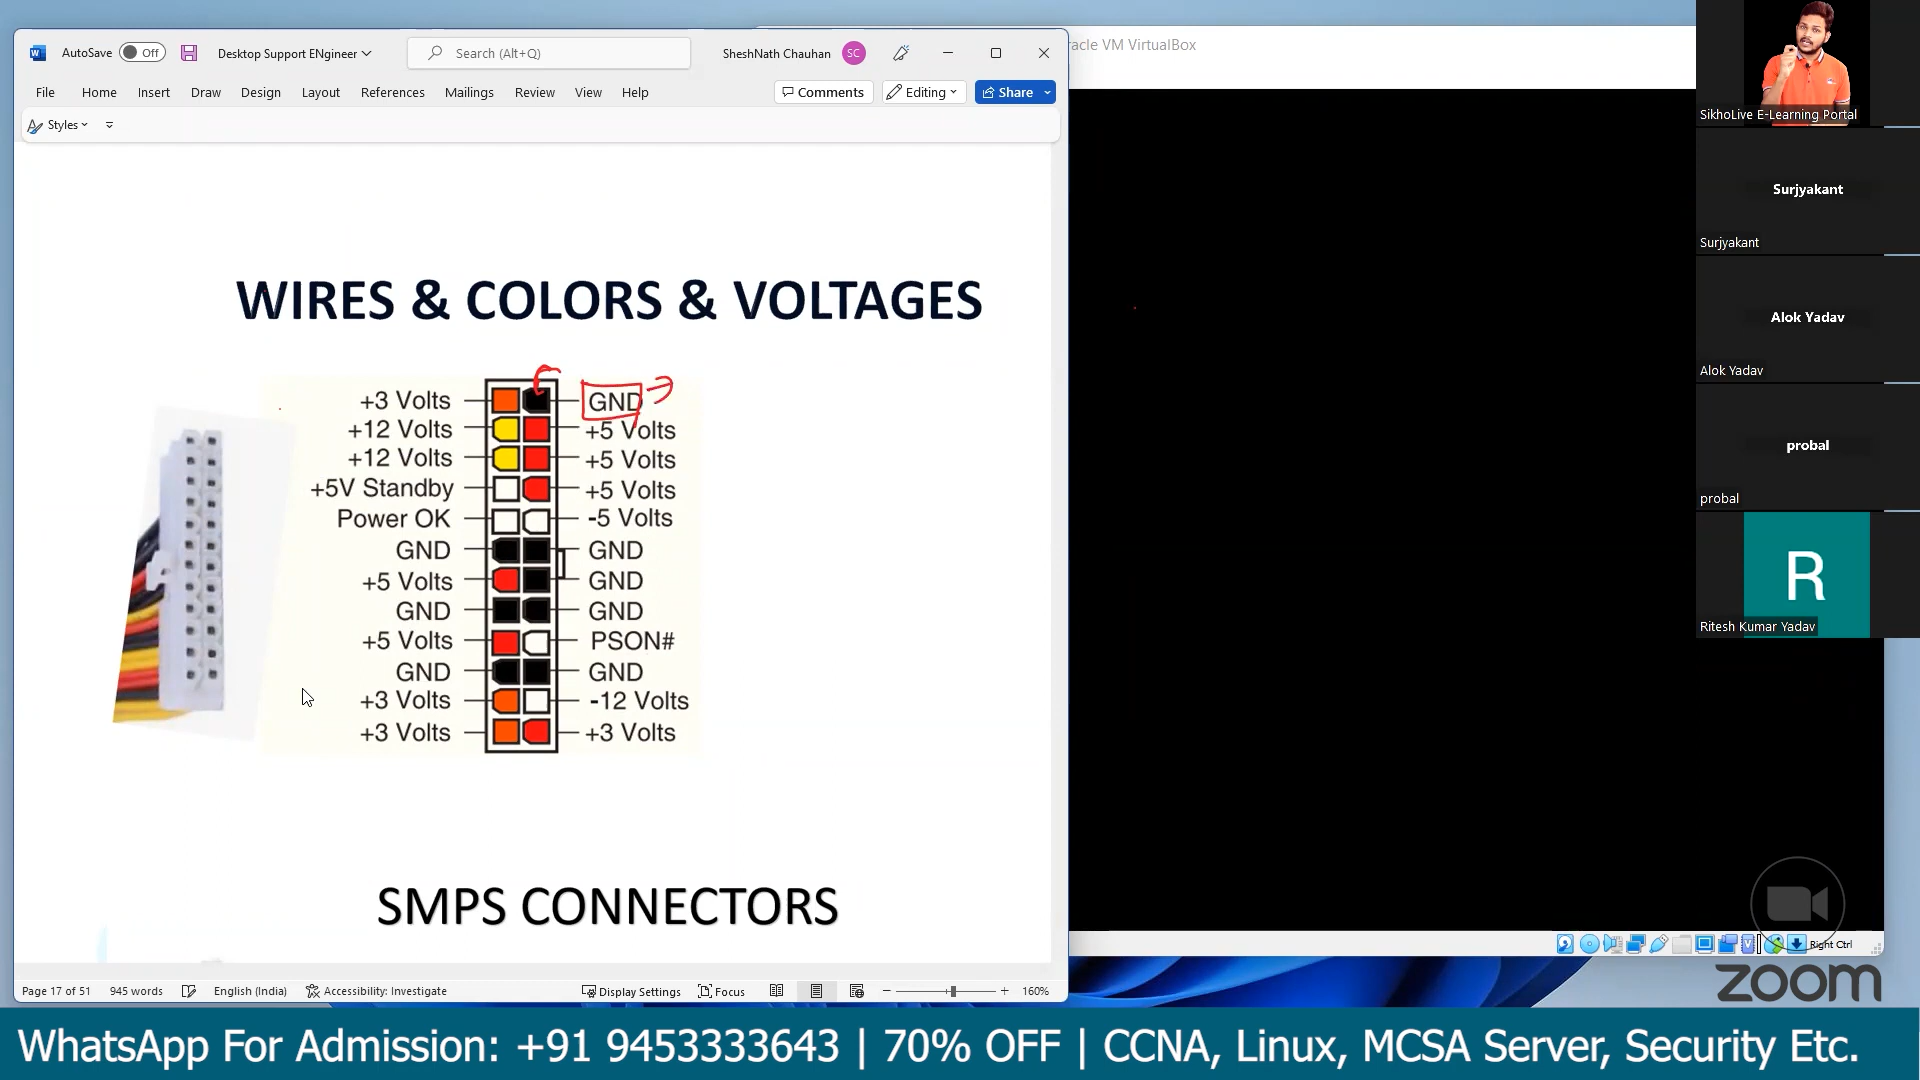 AutoSave Off Desktop Support ENgineer Search (Alt+Q) SheshNath Chauhan SC
File Home Insert Draw Design Layout References Mailings Review View Help Comments Editing Share
Styles
WIRES & COLORS & VOLTAGES
+3 Volts GND
+12 Volts +5 Volts
+12 Volts +5 Volts
+5V Standby +5 Volts
Power OK -5 Volts
GND GND
+5 Volts GND
GND GND
+5 Volts PSON#
GND GND
+3 Volts -12 Volts
+3 Volts +3 Volts
SMPS CONNECTORS
Page 17 of 51 945 words English (India) Accessibility: Investigate Display Settings Focus 160%
racle VM VirtualBox
Right Ctrl
SikhoLive E-Learning Portal
Surjyakant
Surjyakant
Alok Yadav
Alok Yadav
probal
probal
R
Ritesh Kumar Yadav
zoom
WhatsApp For Admission: +91 9453333643 | 70% OFF | CCNA, Linux, MCSA Server, Security Etc.